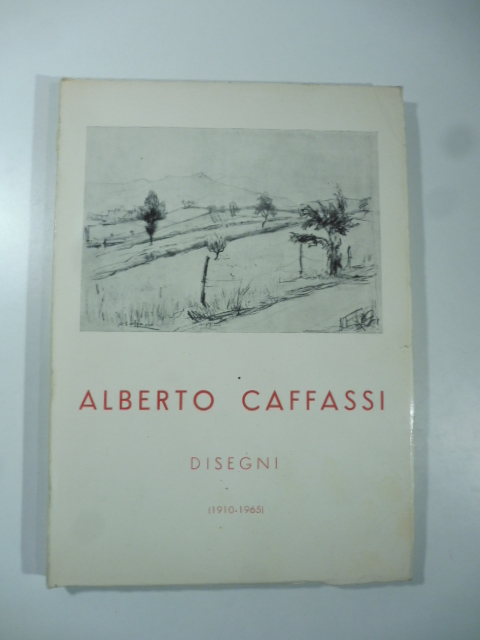 ALBERTO CAFFASSI
DISEGNI
(1910-1965)